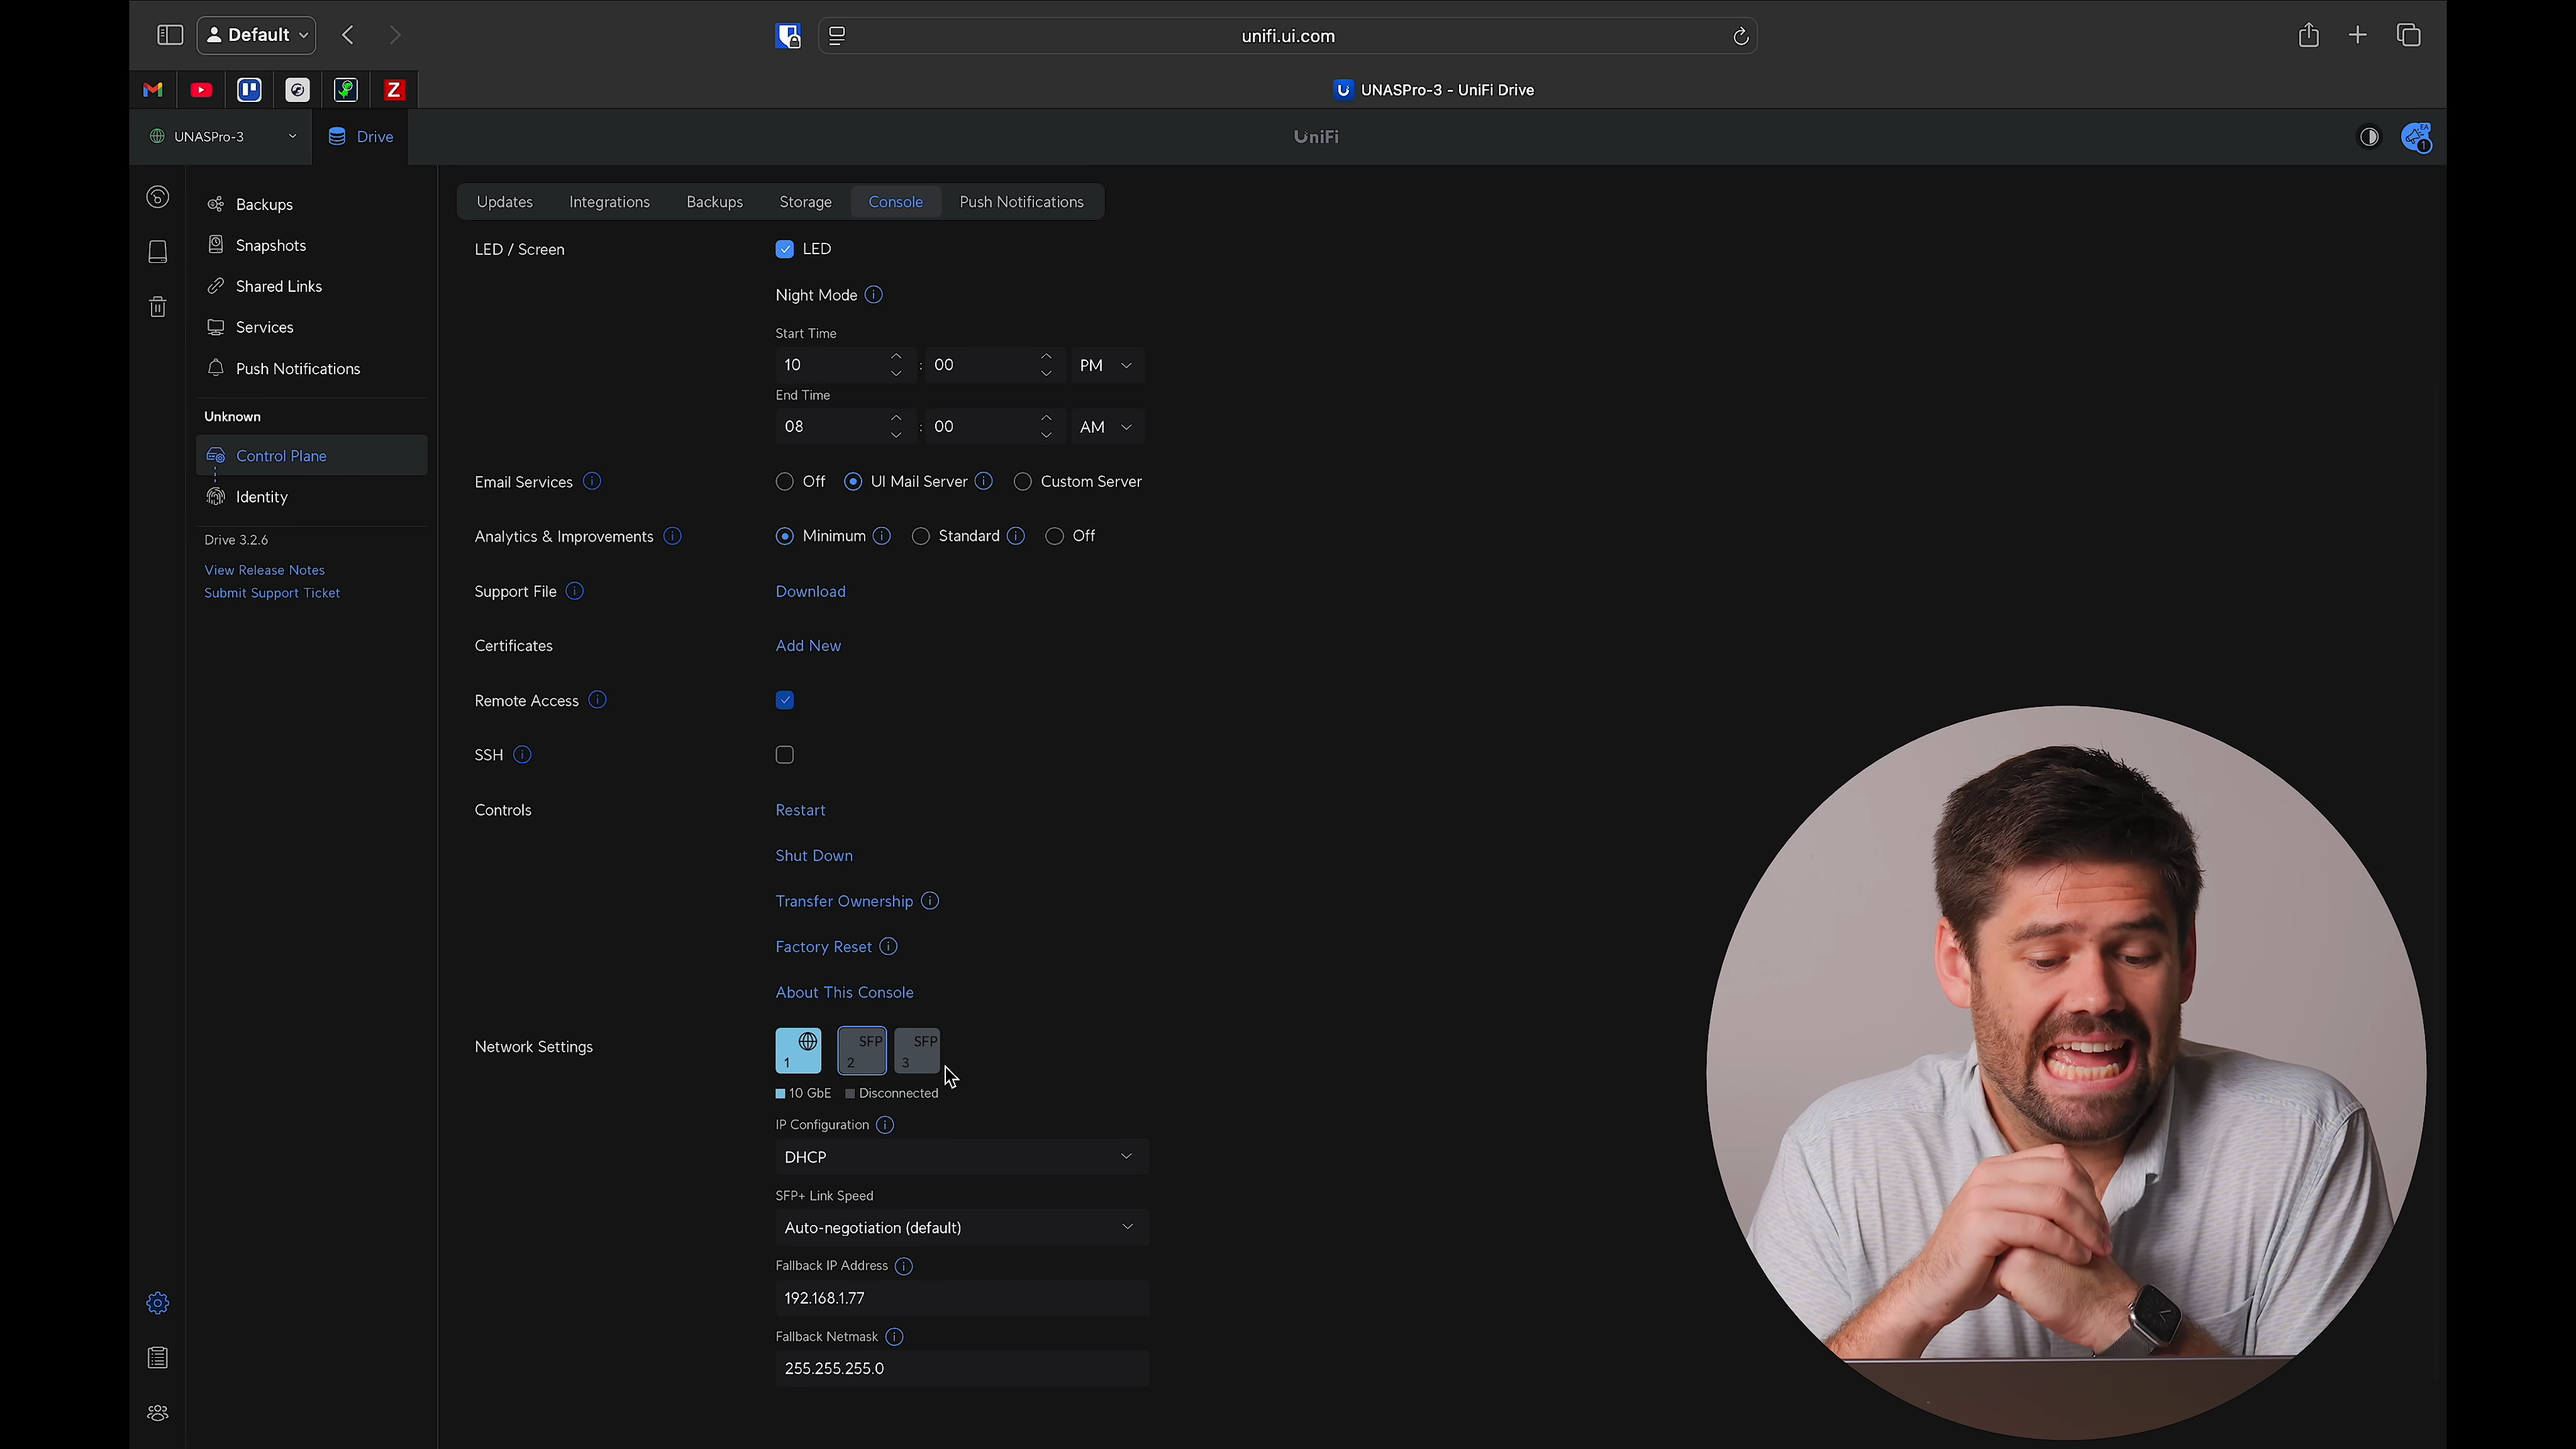 Default
unifi.ui.com
Z
UNASPro-3 - UniFi Drive
UNASPro-3
Drive
UniFi
EA
1
Backups
Snapshots
Shared Links
Services
Push Notifications
Unknown
Control Plane
Identity
Drive 3.2.6
View Release Notes
Submit Support Ticket
Updates Integrations Backups Storage Console Push Notifications
LED / Screen LED
Night Mode
Start Time
10 : 00 PM
End Time
08 : 00 AM
Email Services Off UI Mail Server Custom Server
Analytics & Improvements Minimum Standard Off
Support File Download
Certificates Add New
Remote Access
SSH
Controls Restart
Shut Down
Transfer Ownership
Factory Reset
About This Console
Network Settings
SFP SFP
1 2 3
10 GbE Disconnected
IP Configuration
DHCP
SFP+ Link Speed
Auto-negotiation (default)
Fallback IP Address
192.168.1.77
Fallback Netmask
255.255.255.0